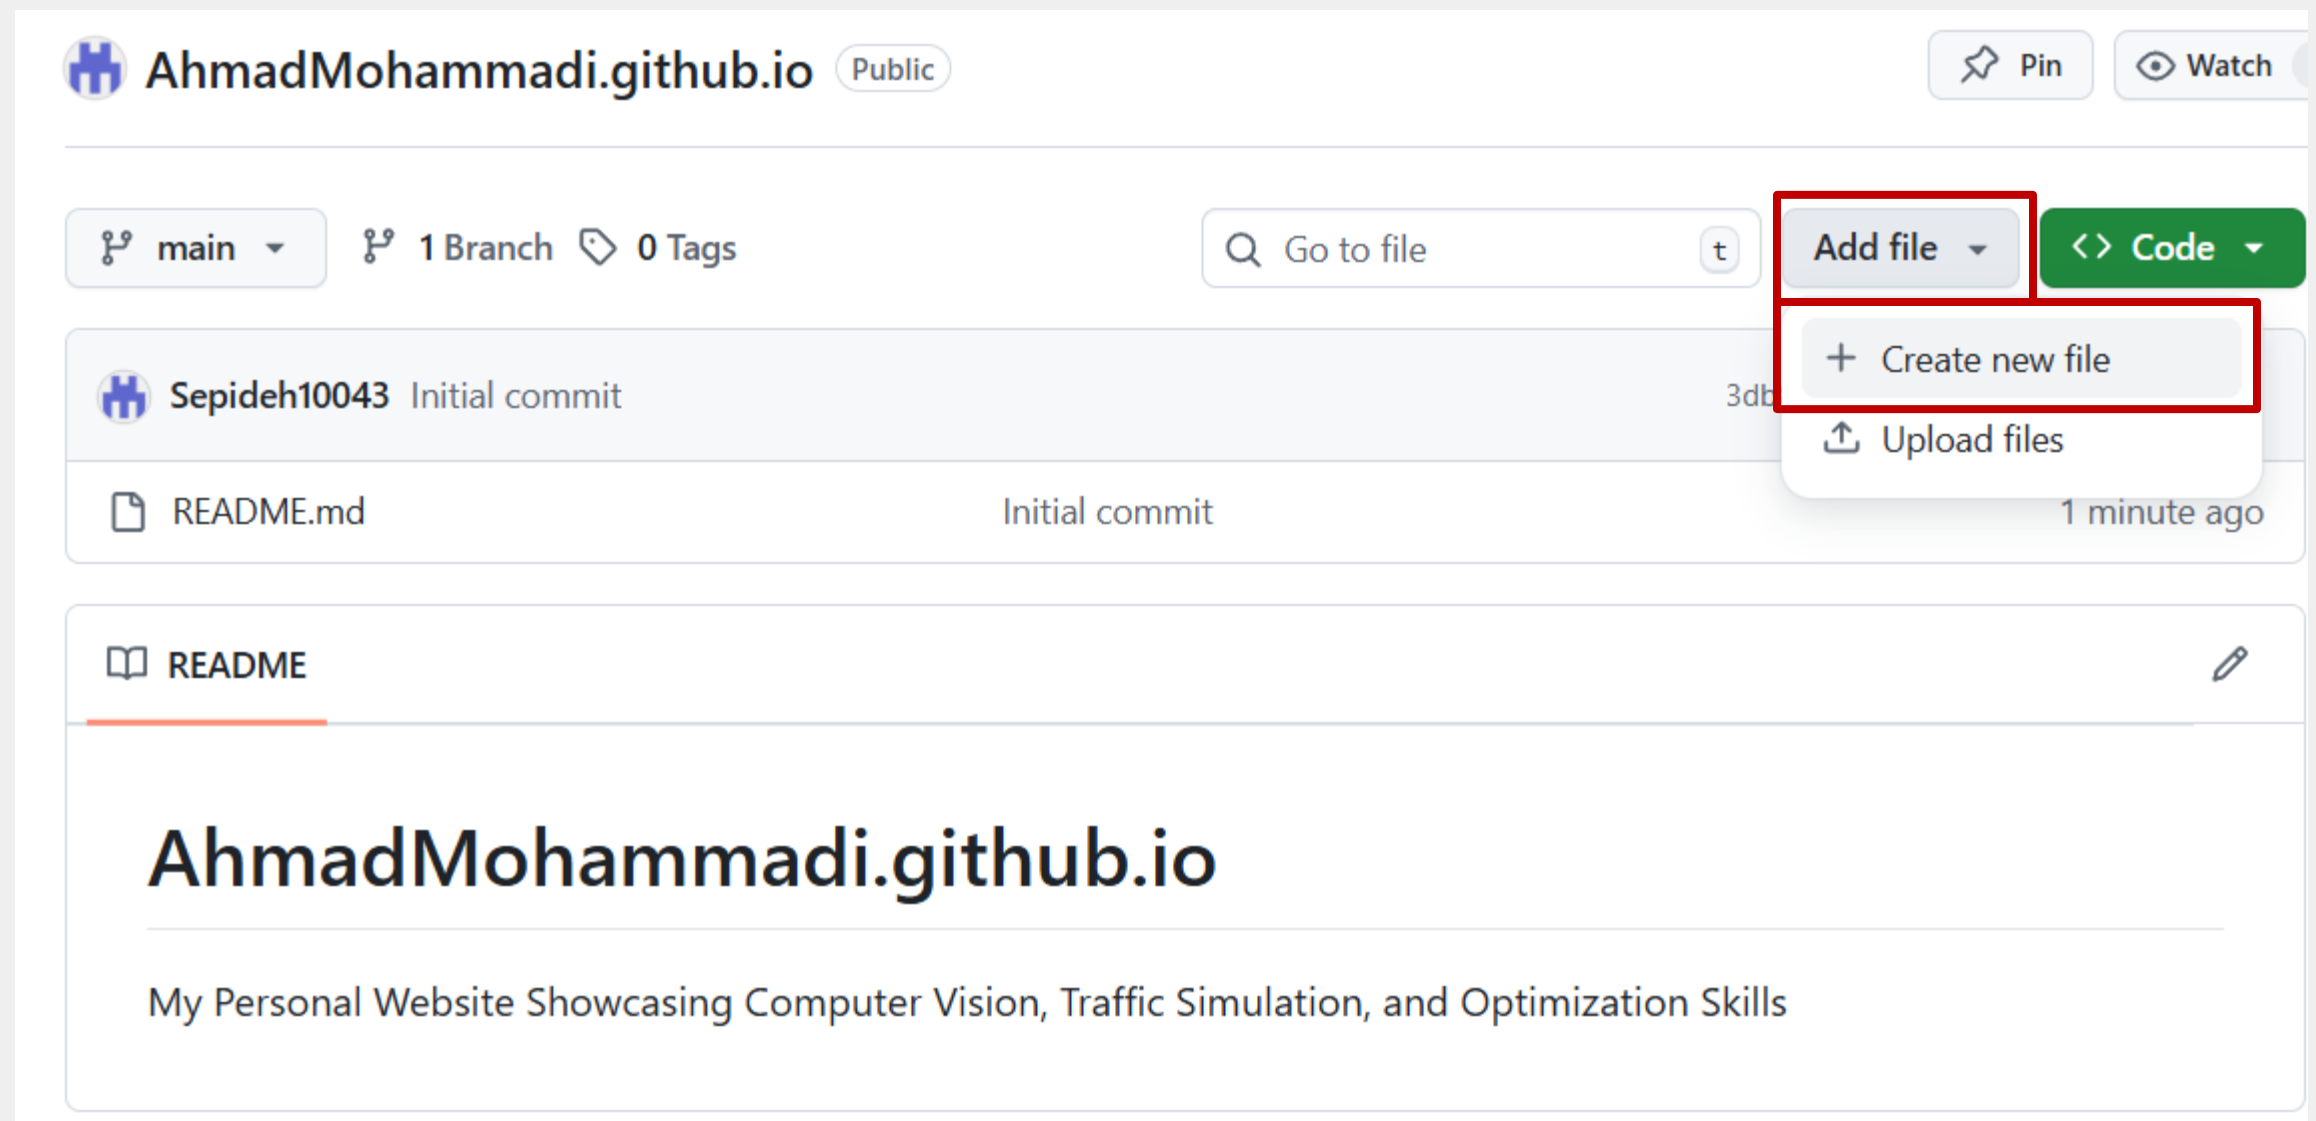 AhmadMohammadi.github.io Public Pin Watch
main 1 Branch 0 Tags Go to file t Add file Code
Create new file
Sepideh10043 Initial commit 3db
Upload files
README.md Initial commit 1 minute ago
README
AhmadMohammadi.github.io
My Personal Website Showcasing Computer Vision, Traffic Simulation, and Optimization Skills